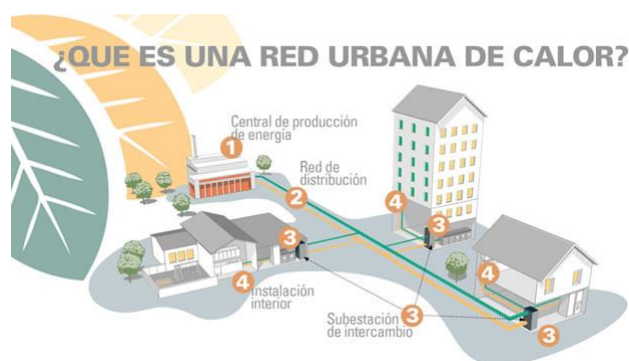 ¿QUE ES UNA RED URBANA DE CALOR?
Central de producción
de energía
1
Red de
distribución
2
4
3
3
4
4
Instalación
interior
Subestación
de intercambio
3
3